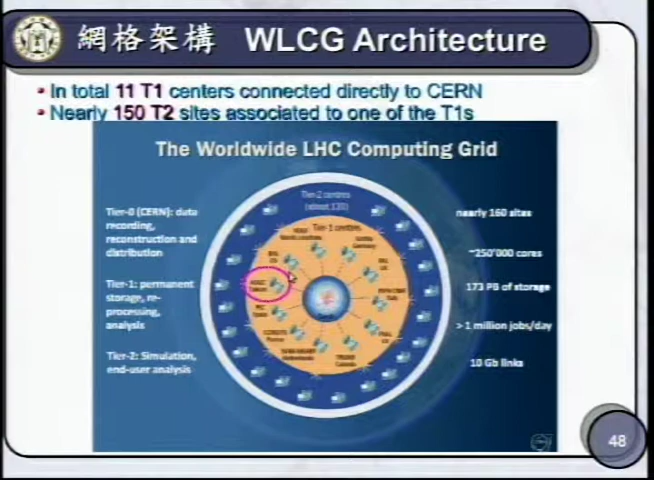 網格架構 WLCG Architecture
• In total 11 T1 centers connected directly to CERN
• Nearly 150 T2 sites associated to one of the T1s
The Worldwide LHC Computing Grid
Tier-2 centres
(about 120)
Tier-1 centres
Tier-0 (CERN): data
recording,
reconstruction and
distribution
Tier-1: permanent
storage, re-
processing,
analysis
Tier-2: Simulation,
end-user analysis
nearly 160 sites
~250'000 cores
173 PB of storage
> 1 million jobs/day
10 Gb links
48